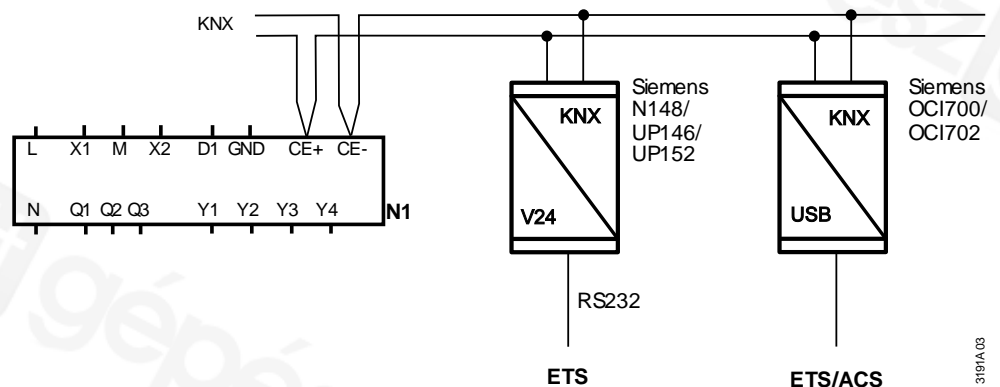 KNX
Siemens
N148/
UP146/
UP152
Siemens
OCI700/
OCI702
KNX
V24
KNX
USB
L X1 M X2 D1 GND CE+ CE-
N Q1 Q2 Q3 Y1 Y2 Y3 Y4
N1
RS232
ETS
ETS/ACS
3191A03
gépés